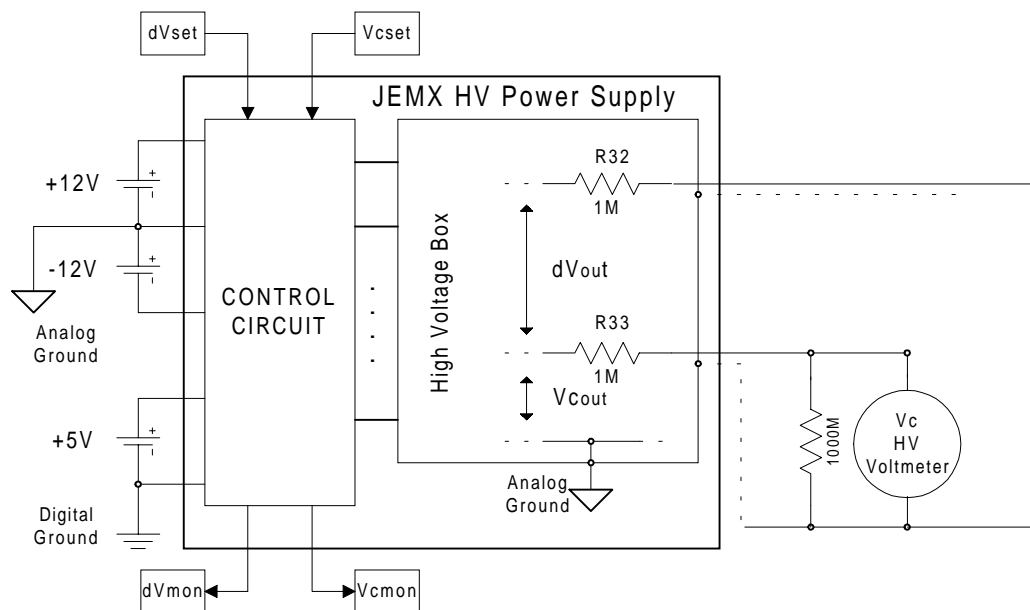 dVset
Vcset
JEMX HV Power Supply
R32
1M
+
+12V
-
High Voltage Box
+
-12V
-
dVout
CONTROL
CIRCUIT
Analog
Ground
R33
1M
Vcout
+
+5V
-
1000M
Vc
HV
Voltmeter
Analog
Ground
Digital
Ground
dVmon
Vcmon